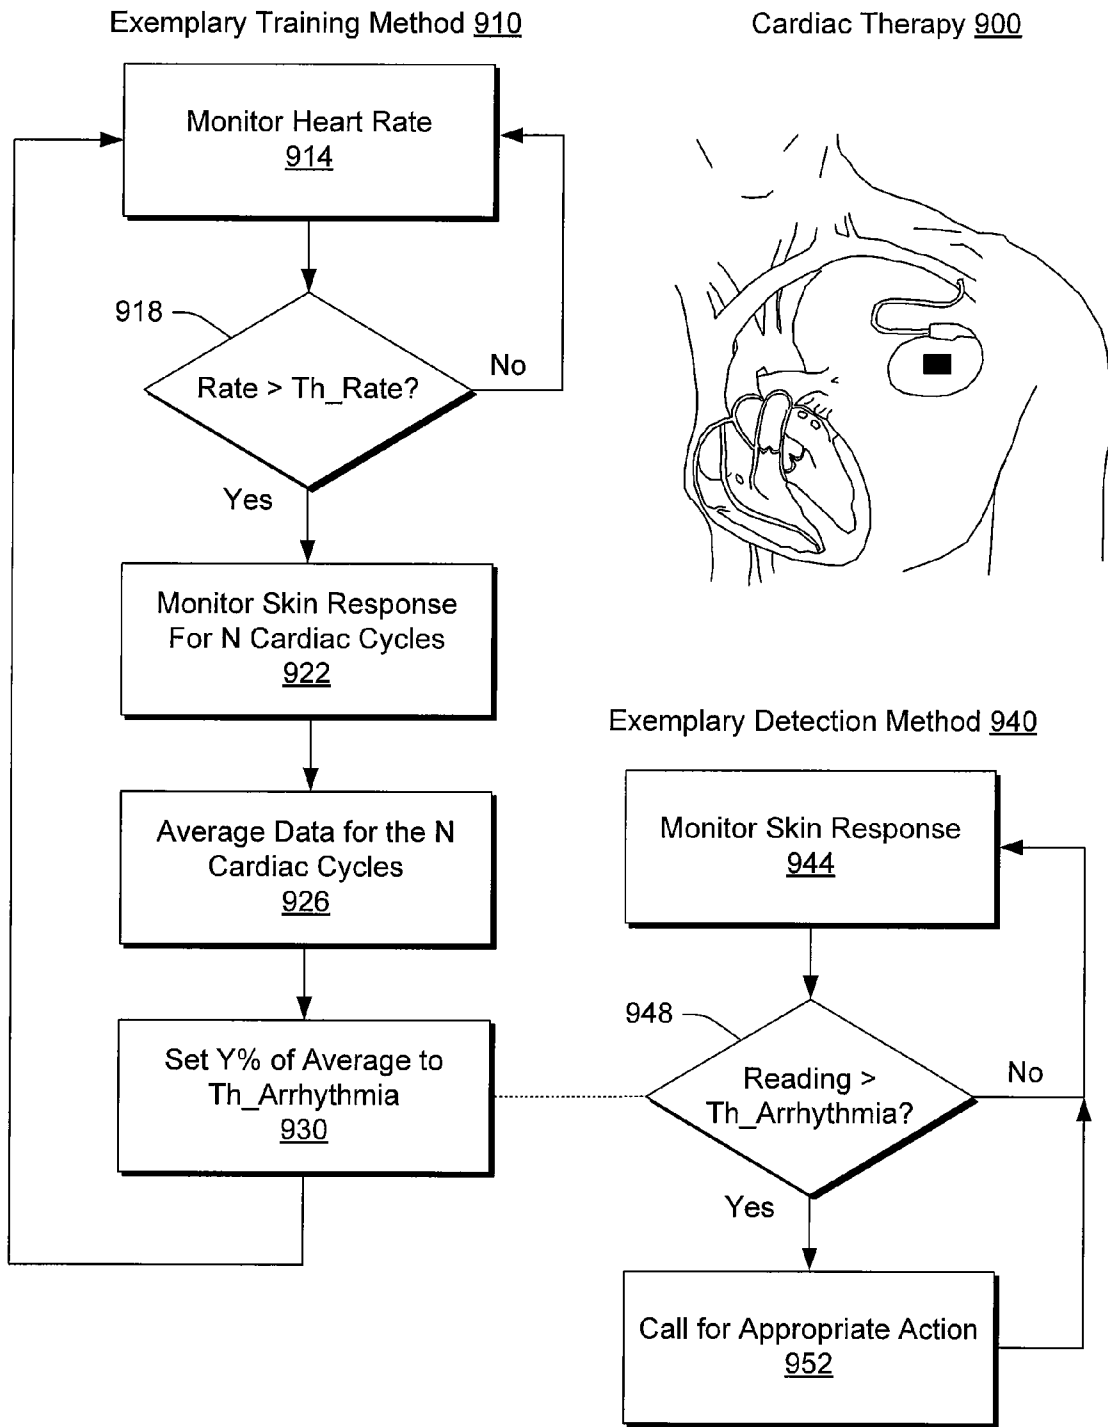 Exemplary Training Method 910
Cardiac Therapy 900
Monitor Heart Rate
914
918
Rate > Th_Rate?
No
Yes
Monitor Skin Response
For N Cardiac Cycles
922
Average Data for the N
Cardiac Cycles
926
Set Y% of Average to
Th_Arrhythmia
930
Exemplary Detection Method 940
Monitor Skin Response
944
948
Reading >
Th_Arrhythmia?
No
Yes
Call for Appropriate Action
952